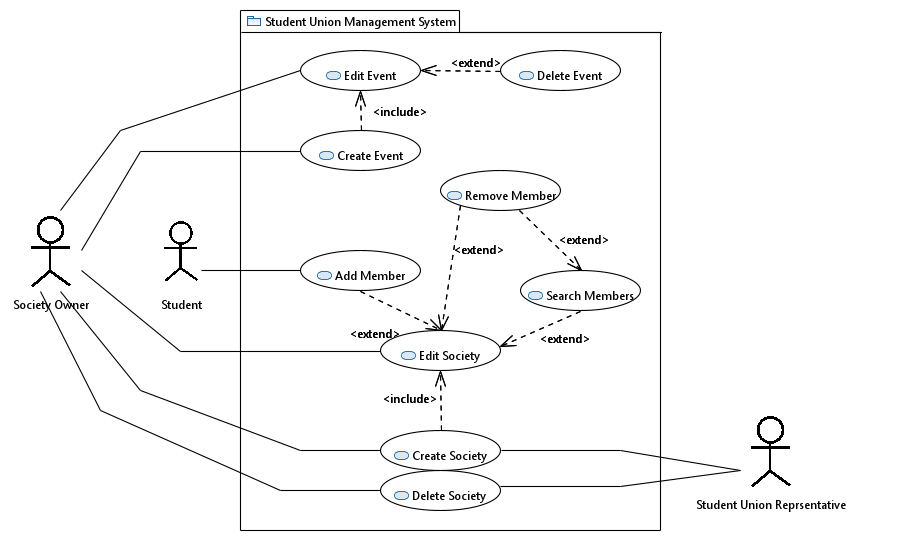 Student Union Management System
<extend>
Edit Event
Delete Event
<include>
Create Event
Remove Member
<extend>
<extend>
Add Member
Search Members
Society Owner
Student
<extend>
<extend>
Edit Society
<include>
Create Society
Delete Society
Student Union Reprsentative